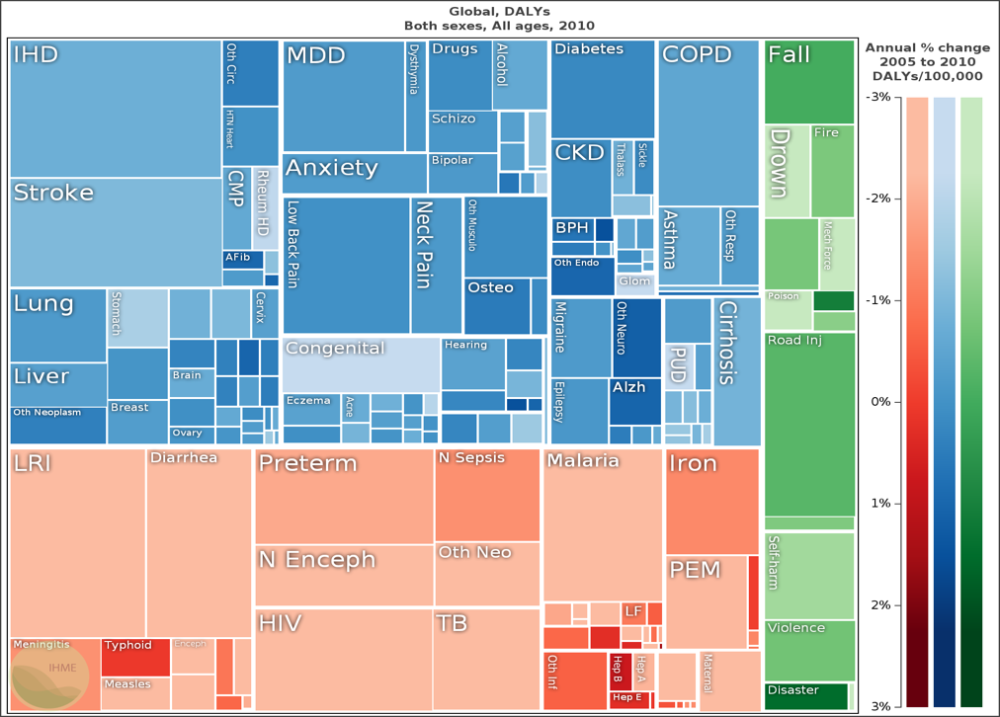 Global, DALYs
Both sexes, All ages, 2010
Annual % change
2005 to 2010
DALYs/100,000
-3%
-2%
-1%
0%
1%
2%
3%
IHD
Oth Circ
HTN Heart
Stroke
CMP
Rheum HD
AFib
MDD
Dysthymia
Drugs
Alcohol
Schizo
Bipolar
Anxiety
Low Back Pain
Neck Pain
Oth Musculo
Osteo
Diabetes
CKD
Thalass
Sickle
BPH
Oth Endo
Glom
COPD
Asthma
Oth Resp
Fall
Drown
Fire
Mech Force
Poison
Road Inj
Lung
Stomach
Cervix
Liver
Brain
Oth Neoplasm
Breast
Ovary
Congenital
Hearing
Eczema
Acne
Migraine
Oth Neuro
Epilepsy
Alzh
PUD
Cirrhosis
LRI
Diarrhea
Meningitis
IHME
Typhoid
Measles
Enceph
Preterm
N Sepsis
N Enceph
Oth Neo
HIV
TB
Malaria
LF
Iron
PEM
Oth Inf
Hep B
Hep A
Hep E
Maternal
Self-harm
Violence
Disaster